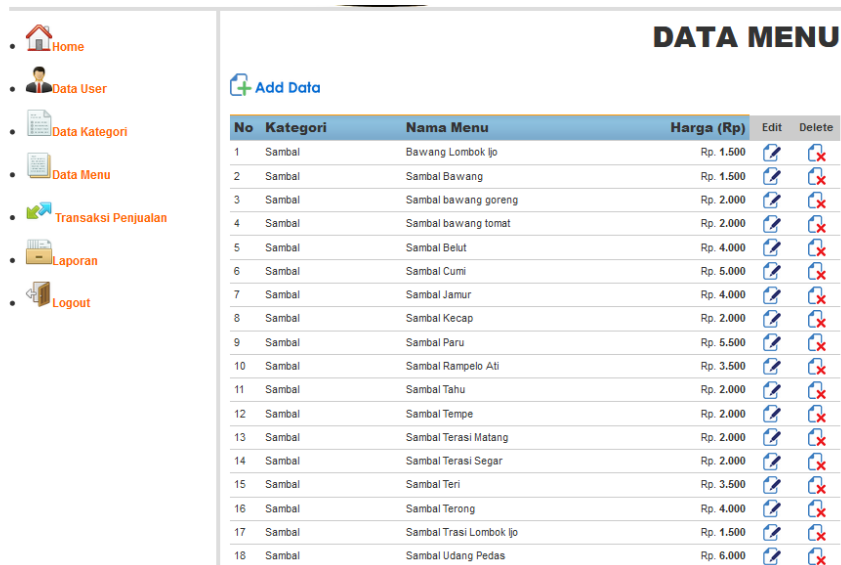 Home
Data User
Data Kategori
Data Menu
Transaksi Penjualan
Laporan
Logout
DATA MENU
Add Data
No Kategori Nama Menu Harga (Rp) Edit Delete
1 Sambal Bawang Lombok Ijo Rp. 1.500
2 Sambal Sambal Bawang Rp. 1.500
3 Sambal Sambal bawang goreng Rp. 2.000
4 Sambal Sambal bawang tomat Rp. 2.000
5 Sambal Sambal Belut Rp. 4.000
6 Sambal Sambal Cumi Rp. 5.000
7 Sambal Sambal Jamur Rp. 4.000
8 Sambal Sambal Kecap Rp. 2.000
9 Sambal Sambal Paru Rp. 5.500
10 Sambal Sambal Rampelo Ati Rp. 3.500
11 Sambal Sambal Tahu Rp. 2.000
12 Sambal Sambal Tempe Rp. 2.000
13 Sambal Sambal Terasi Matang Rp. 2.000
14 Sambal Sambal Terasi Segar Rp. 2.000
15 Sambal Sambal Teri Rp. 3.500
16 Sambal Sambal Terong Rp. 4.000
17 Sambal Sambal Trasi Lombok Ijo Rp. 1.500
18 Sambal Sambal Udang Pedas Rp. 6.000